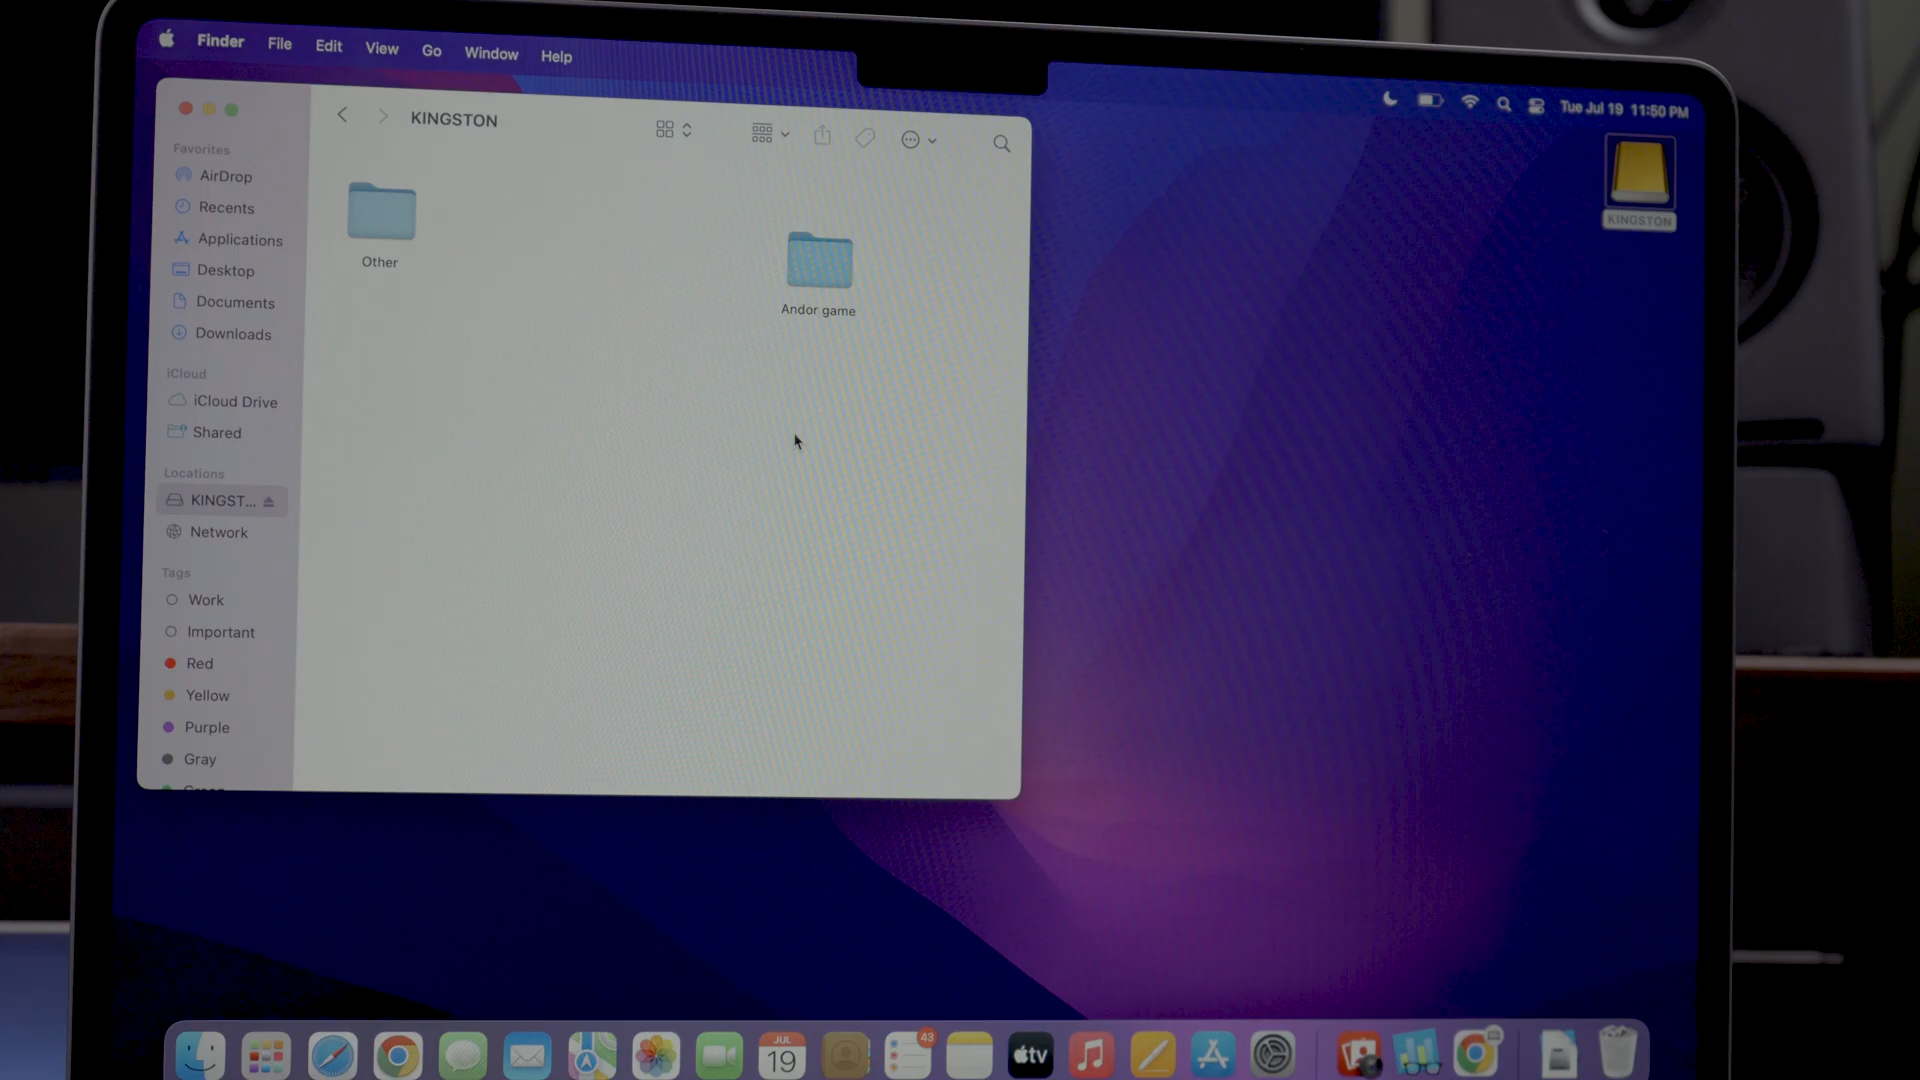 Finder File Edit View Go Window Help
Tue Jul 19 11:50 PM
KINGSTON
KINGSTON
Favorites
AirDrop
Recents
Applications
Desktop
Documents
Downloads
iCloud
iCloud Drive
Shared
Locations
KINGST...
Network
Tags
Work
Important
Red
Yellow
Purple
Gray
Other
Andor game
43
JUL
19
tv